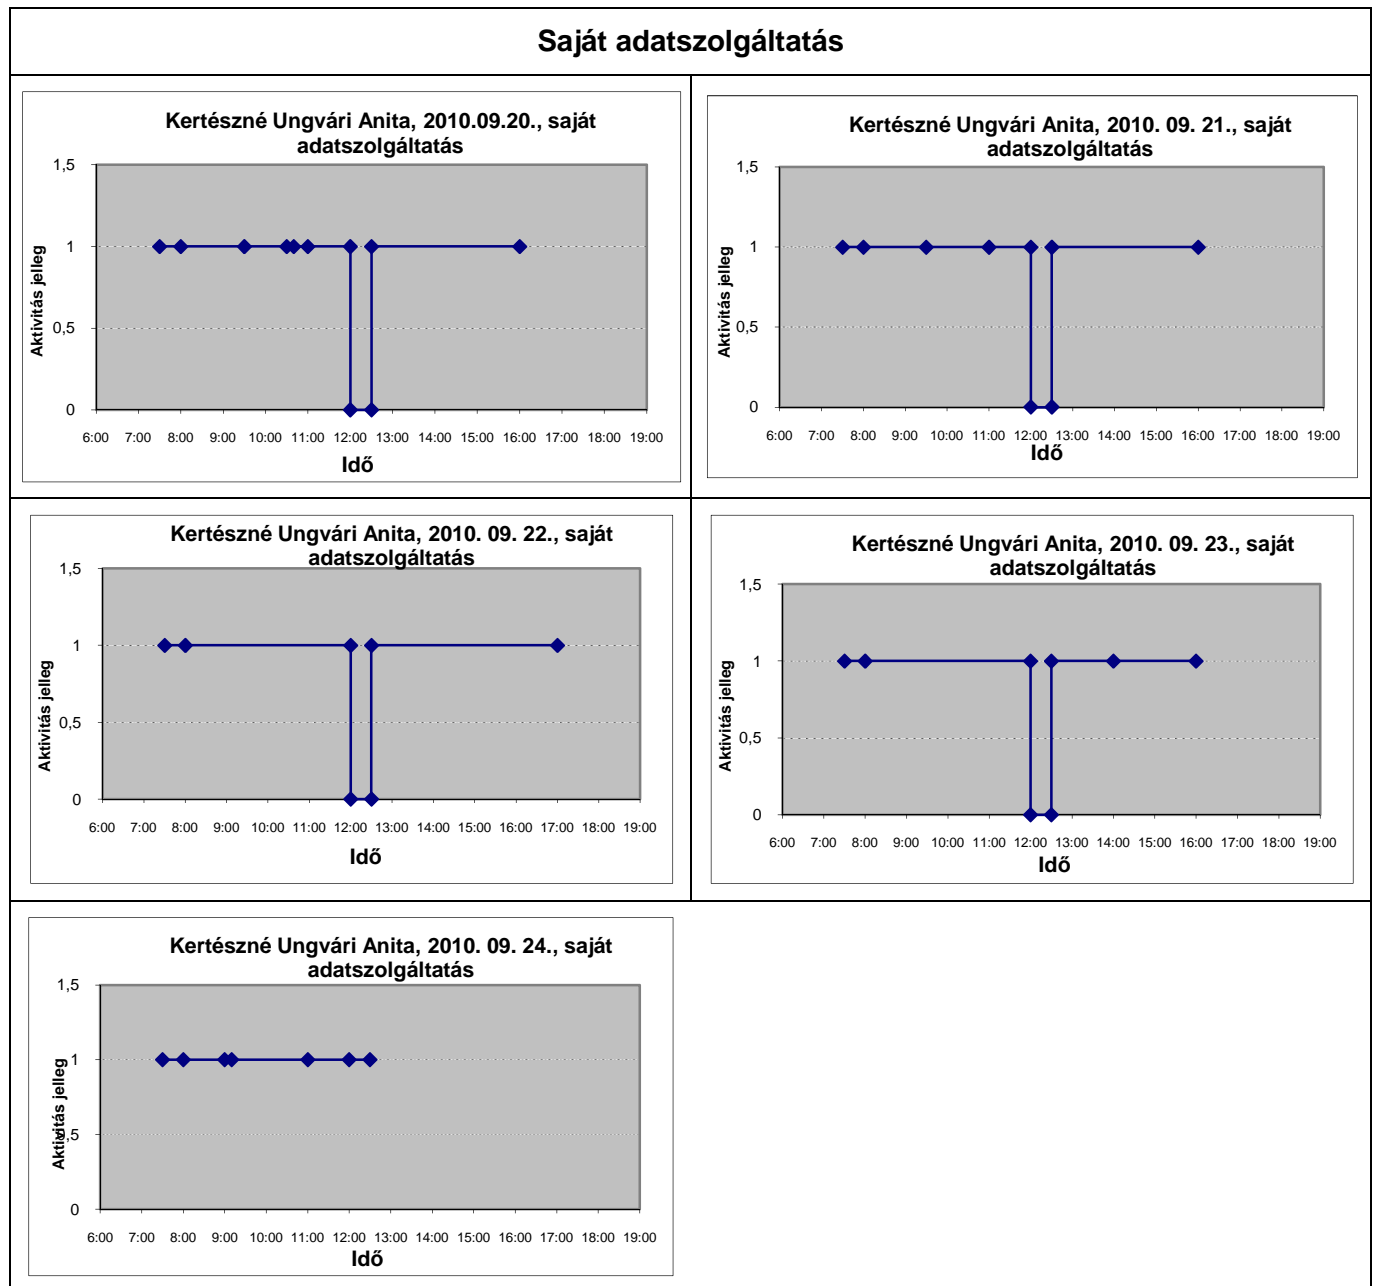 Saját adatszolgáltatás
Kertészné Ungvári Anita, 2010.09.20., saját
adatszolgáltatás
1,5
1
0,5
0
Aktivitás jelleg
6:00 7:00 8:00 9:00 10:00 11:00 12:00 13:00 14:00 15:00 16:00 17:00 18:00 19:00
Idő
Kertészné Ungvári Anita, 2010. 09. 21., saját
adatszolgáltatás
1,5
1
0,5
0
Aktivitás jelleg
6:00 7:00 8:00 9:00 10:00 11:00 12:00 13:00 14:00 15:00 16:00 17:00 18:00 19:00
Idő
Kertészné Ungvári Anita, 2010. 09. 22., saját
adatszolgáltatás
1,5
1
0,5
0
Aktivitás jelleg
6:00 7:00 8:00 9:00 10:00 11:00 12:00 13:00 14:00 15:00 16:00 17:00 18:00 19:00
Idő
Kertészné Ungvári Anita, 2010. 09. 23., saját
adatszolgáltatás
1,5
1
0,5
0
Aktivitás jelleg
6:00 7:00 8:00 9:00 10:00 11:00 12:00 13:00 14:00 15:00 16:00 17:00 18:00 19:00
Idő
Kertészné Ungvári Anita, 2010. 09. 24., saját
adatszolgáltatás
1,5
1
0,5
0
Aktivitás jelleg
6:00 7:00 8:00 9:00 10:00 11:00 12:00 13:00 14:00 15:00 16:00 17:00 18:00 19:00
Idő